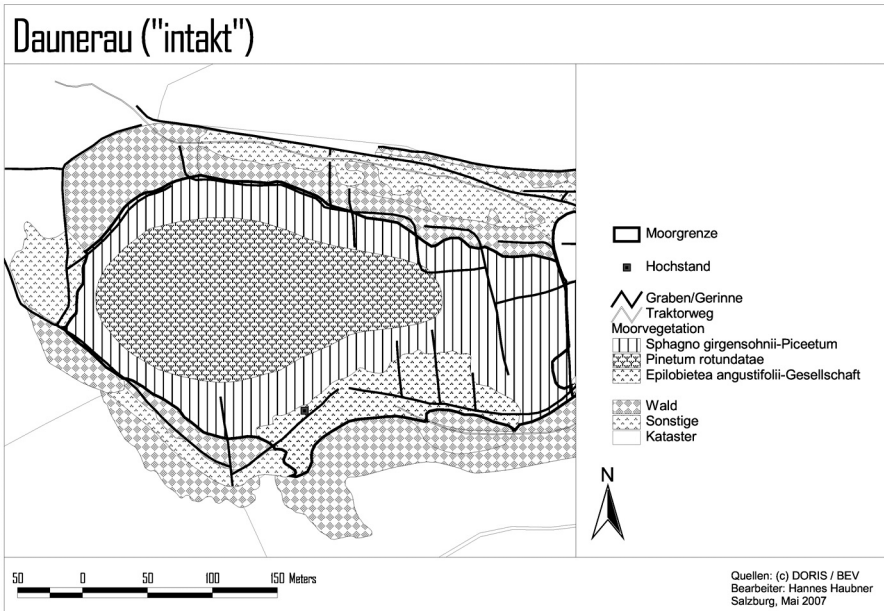 Daunerau ("intakt")
Moorgrenze
Hochstand
Graben/Gerinne
Traktorweg
Moorvegetation
Sphagno girgensohnii-Piceetum
Pinetum rotundatae
Epilobietea angustifolii-Gesellschaft
Wald
Sonstige
Kataster
N
50 0 50 100 150 Meters
Quellen: (c) DORIS / BEV
Bearbeiter: Hannes Haubner
Salzburg, Mai 2007